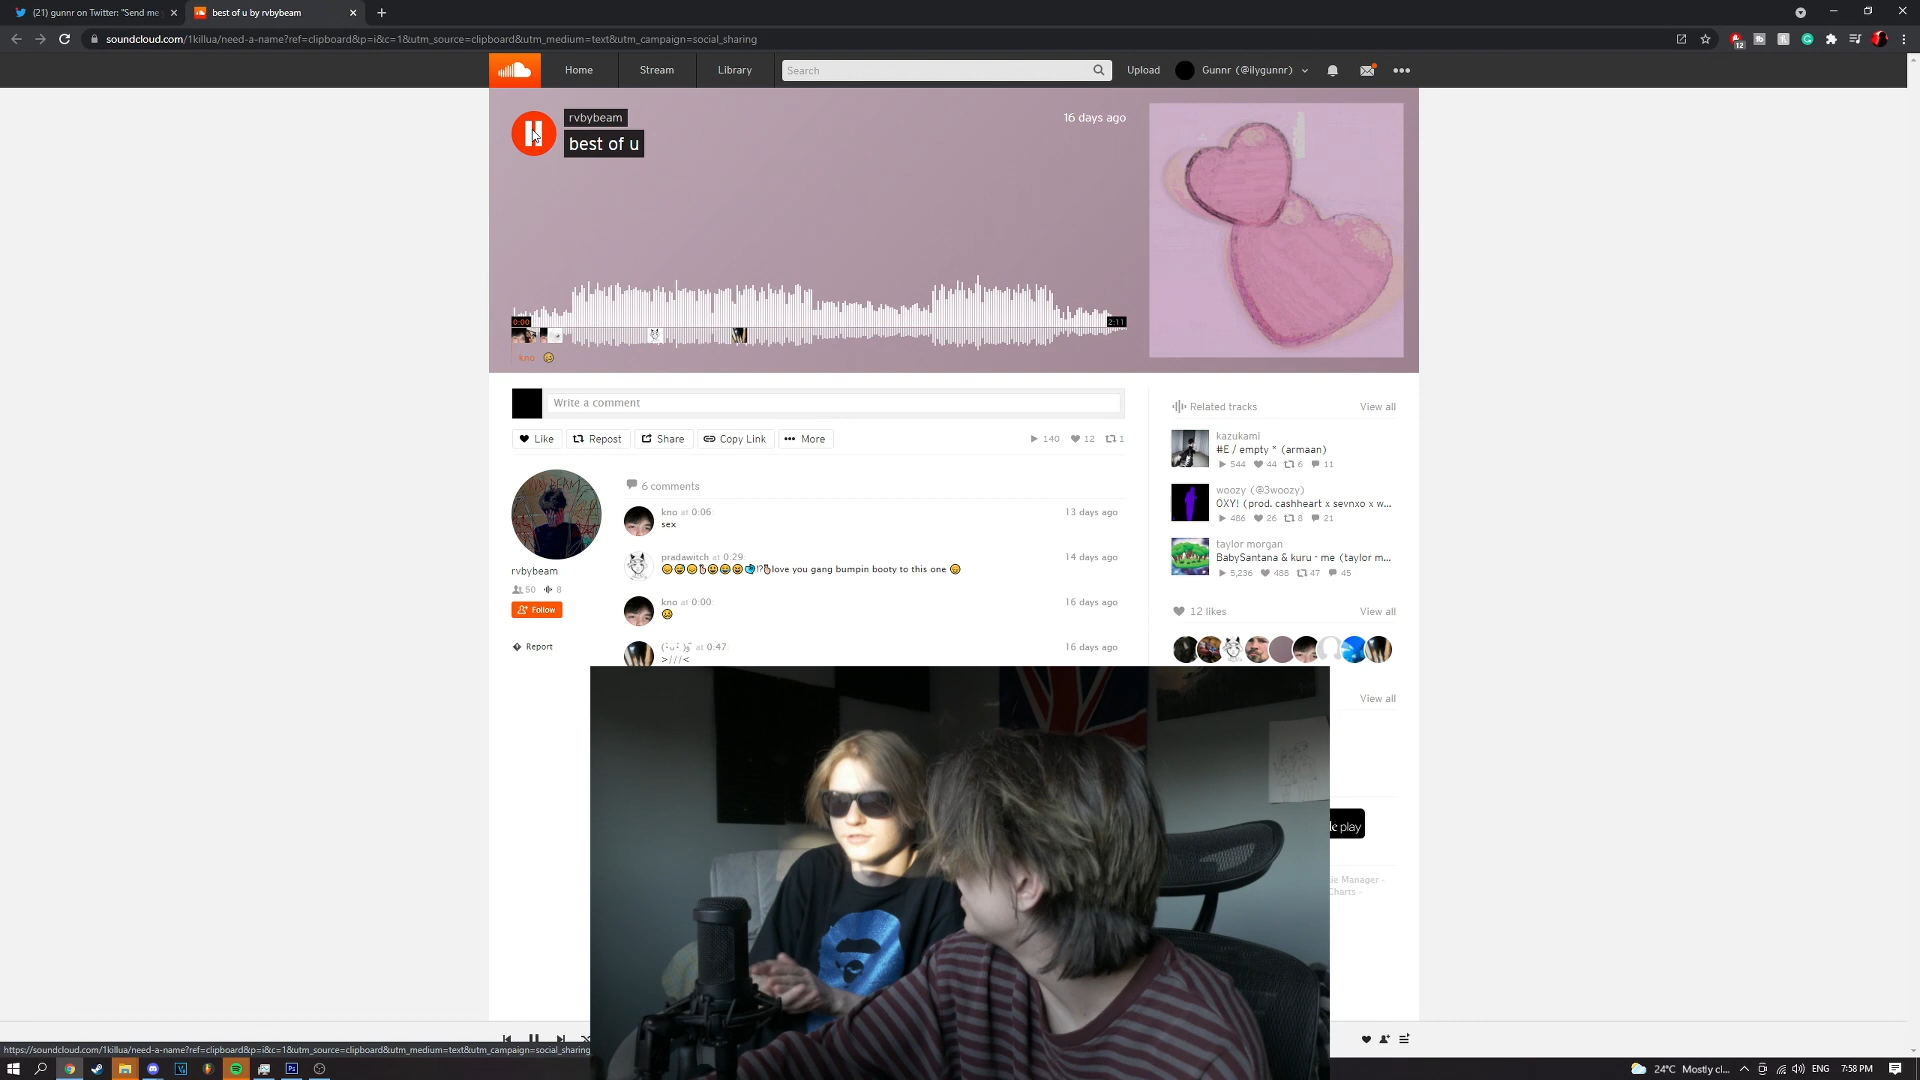 (21) gunnr on Twitter: "Send me
best of u by rvbybeam
soundcloud.com/1killua/need-a-name?ref=clipboard&p=i&c=1&utm_source=clipboard&utm_medium=text&utm_campaign=social_sharing
12
Home
Stream
Library
Search
Upload
Gunnr (@ilygunnr)
rvbybeam
best of u
16 days ago
0:00
2:11
kno
Write a comment
Like
Repost
Share
Copy Link
More
140
12
1
Related tracks
View all
kazukami
#E / empty * (armaan)
544 44 6 11
woozy (@3woozy)
OXY! (prod. cashheart x sevnxo x w...
486 26 8 21
taylor morgan
BabySantana & kuru - me (taylor m...
5,236 488 47 45
12 likes
View all
View all
rvbybeam
50 8
Follow
Report
6 comments
kno at 0:06:
sex
13 days ago
pradawitch at 0:29:
😞😅😞👌🏻😃😂😆🥶!?👌🏻love you gang bumpin booty to this one 😞
14 days ago
kno at 0:00:
16 days ago
at 0:47:
>///<
16 days ago
le play
ie Manager -
Charts -
https://soundcloud.com/1killua/need-a-name?ref=clipboard&p=i&c=1&utm_source=clipboard&utm_medium=text&utm_campaign=social_sharing
24°C Mostly cl...
ENG
7:58 PM